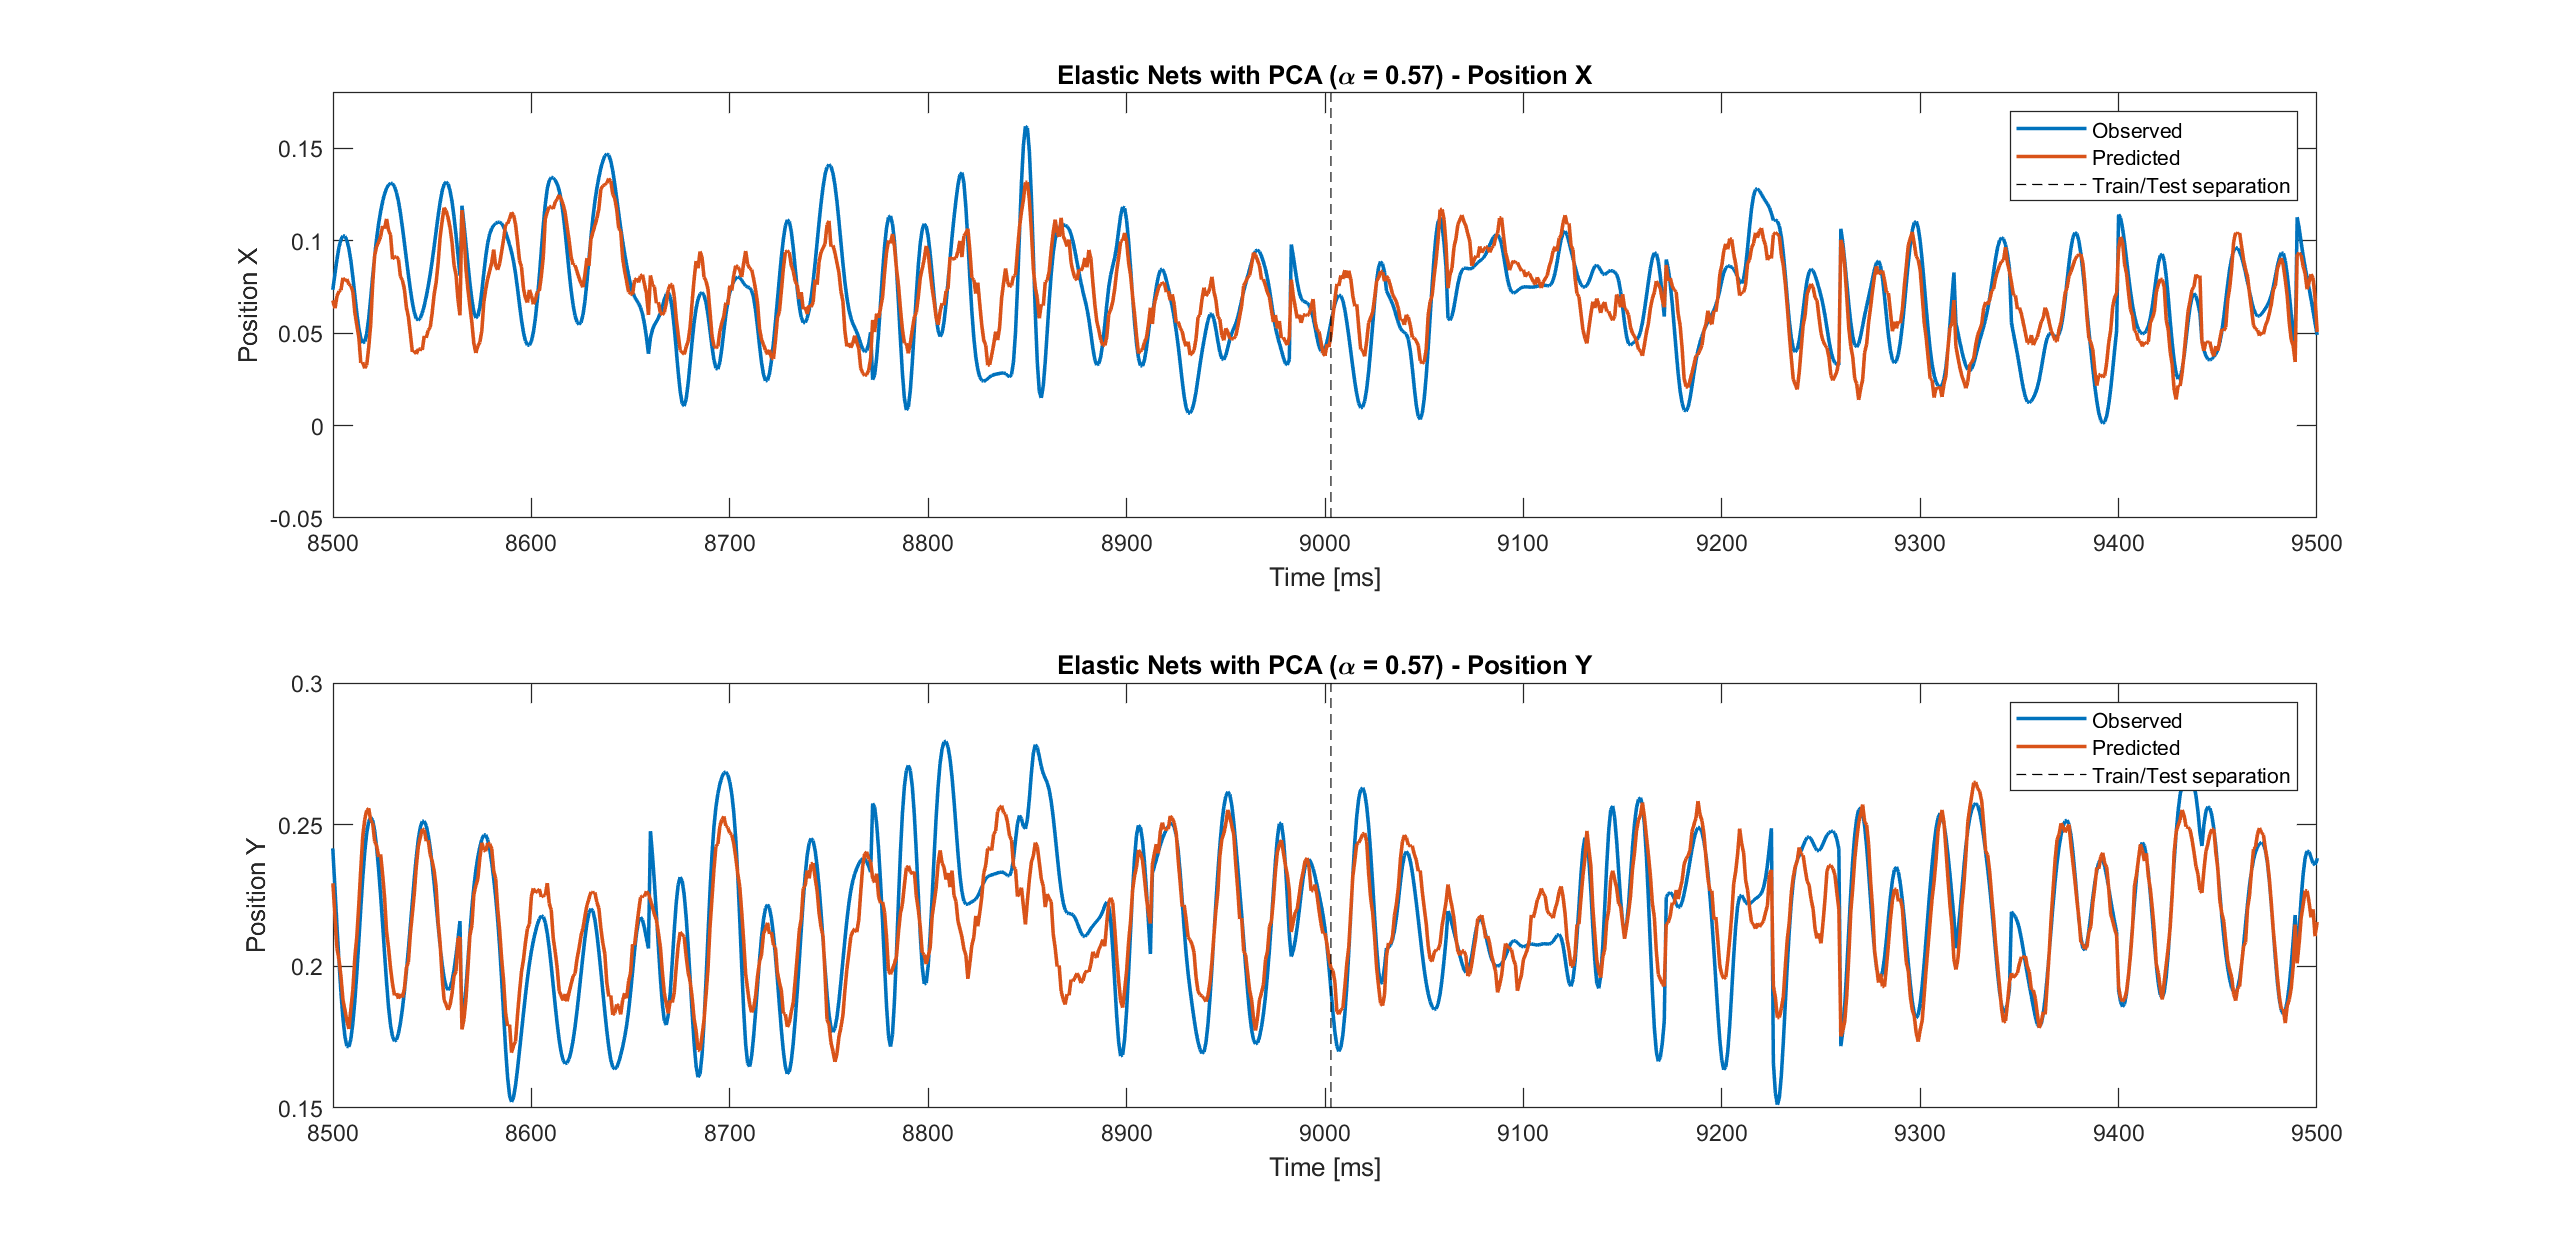 Elastic Nets with PCA (α = 0.57) - Position X
Observed
Predicted
Train/Test separation
Position X
0.15
0.1
0.05
0
-0.05
8500 8600 8700 8800 8900 9000 9100 9200 9300 9400 9500
Time [ms]
Elastic Nets with PCA (α = 0.57) - Position Y
Observed
Predicted
Train/Test separation
Position Y
0.3
0.25
0.2
0.15
8500 8600 8700 8800 8900 9000 9100 9200 9300 9400 9500
Time [ms]